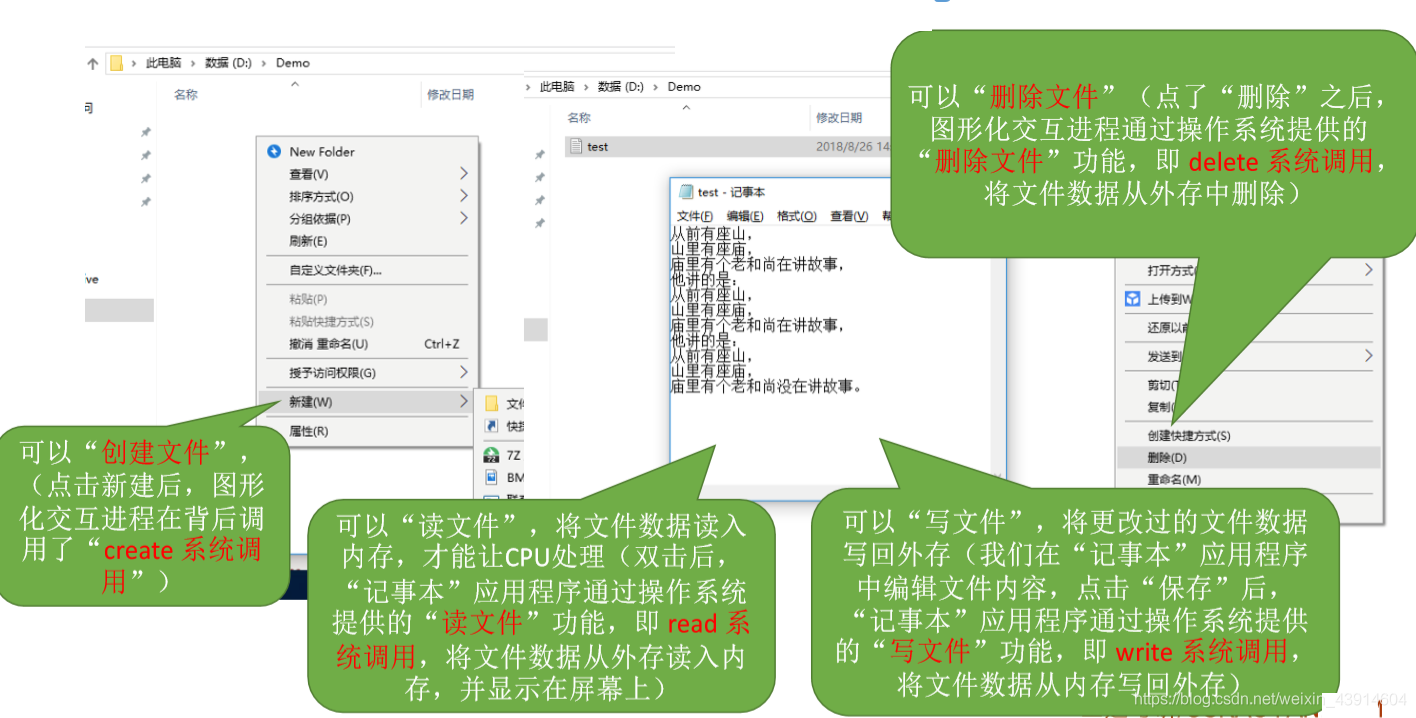 此电脑 › 数据 (D:) › Demo
名称
修改日期
New Folder
查看(V)
排序方式(O)
分组依据(P)
刷新(E)
自定义文件夹(F)...
粘贴(P)
粘贴快捷方式(S)
撤消 重命名(U) Ctrl+Z
授予访问权限(G)
新建(W)
属性(R)
ve
7Z
BM
此电脑 › 数据 (D:) › Demo
名称
修改日期
test
2018/8/26 14
test - 记事本
文件(F) 编辑(E) 格式(O) 查看(V)
从前有座山，
山里有座庙，
庙里有个老和尚在讲故事，
他讲的是：
从前有座山，
山里有座庙，
庙里有个老和尚在讲故事，
他讲的是：
从前有座山，
山里有座庙，
庙里有个老和尚没在讲故事。
可以“删除文件”（点了“删除”之后，
图形化交互进程通过操作系统提供的
“删除文件”功能，即 delete 系统调用，
将文件数据从外存中删除）
打开方式
上传到W
还原以前
发送到
剪切(T
复制(
创建快捷方式(S)
删除(D)
重命名(M)
可以“创建文件”，
（点击新建后，图形
化交互进程在背后调
用了“create 系统调
用”）
可以“读文件”，将文件数据读入
内存，才能让CPU处理（双击后，
“记事本”应用程序通过操作系统
提供的“读文件”功能，即 read 系
统调用，将文件数据从外存读入内
存，并显示在屏幕上）
可以“写文件”，将更改过的文件数据
写回外存（我们在“记事本”应用程序
中编辑文件内容，点击“保存”后，
“记事本”应用程序通过操作系统提供
的“写文件”功能，即 write 系统调用，
将文件数据从内存写回外存）
https://blog.csdn.net/weixin_43914604